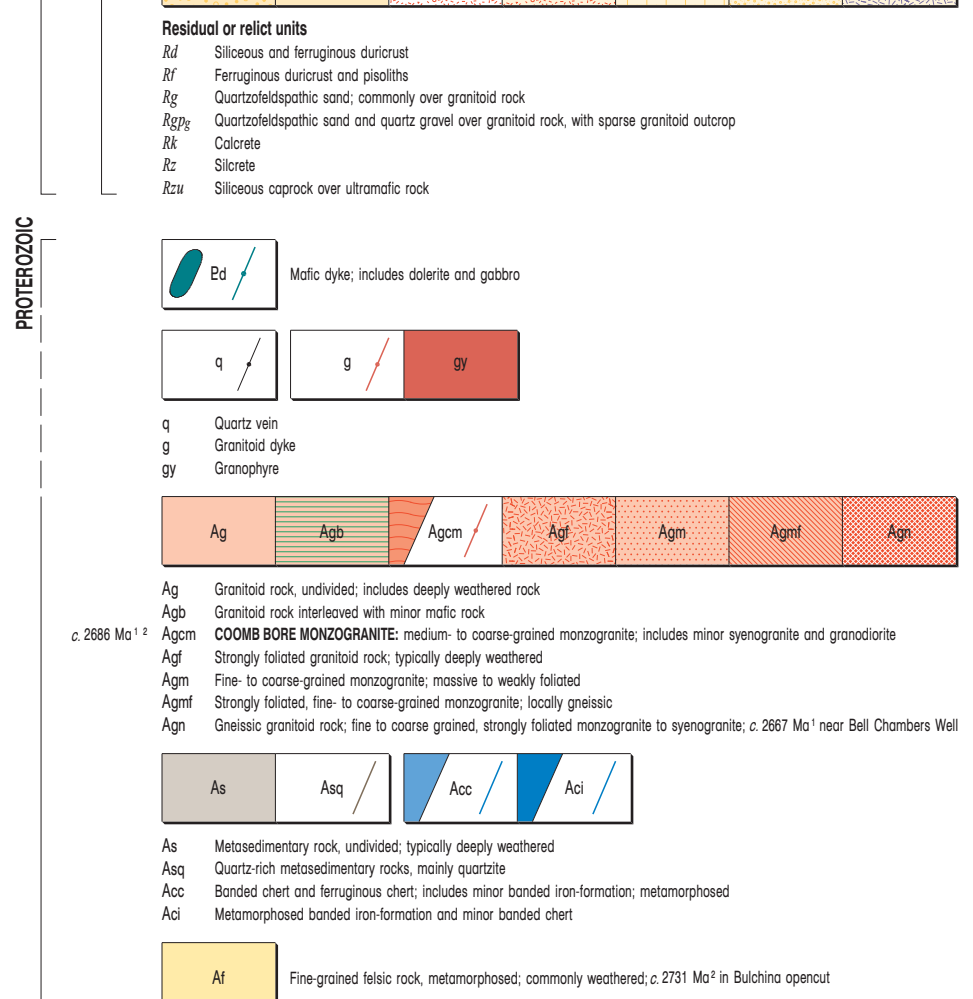 Residual or relict units
Rd Siliceous and ferruginous duricrust
Rf Ferruginous duricrust and pisoliths
Rg Quartzofeldspathic sand; commonly over granitoid rock
Rgpg Quartzofeldspathic sand and quartz gravel over granitoid rock, with sparse granitoid outcrop
Rk Calcrete
Rz Silcrete
Rzu Siliceous caprock over ultramafic rock
PROTEROZOIC
Ƥd Mafic dyke; includes dolerite and gabbro
q g gy
q Quartz vein
g Granitoid dyke
gy Granophyre
Ag Agb Agcm Agf Agm Agmf Agn
Ag Granitoid rock, undivided; includes deeply weathered rock
Agb Granitoid rock interleaved with minor mafic rock
c. 2686 Ma¹ ² Agcm COOMB BORE MONZOGRANITE: medium- to coarse-grained monzogranite; includes minor syenogranite and granodiorite
Agf Strongly foliated granitoid rock; typically deeply weathered
Agm Fine- to coarse-grained monzogranite; massive to weakly foliated
Agmf Strongly foliated, fine- to coarse-grained monzogranite; locally gneissic
Agn Gneissic granitoid rock; fine to coarse grained, strongly foliated monzogranite to syenogranite; c. 2667 Ma¹ near Bell Chambers Well
As Asq Acc Aci
As Metasedimentary rock, undivided; typically deeply weathered
Asq Quartz-rich metasedimentary rocks, mainly quartzite
Acc Banded chert and ferruginous chert; includes minor banded iron-formation; metamorphosed
Aci Metamorphosed banded iron-formation and minor banded chert
Af Fine-grained felsic rock, metamorphosed; commonly weathered; c. 2731 Ma² in Bulchina opencut